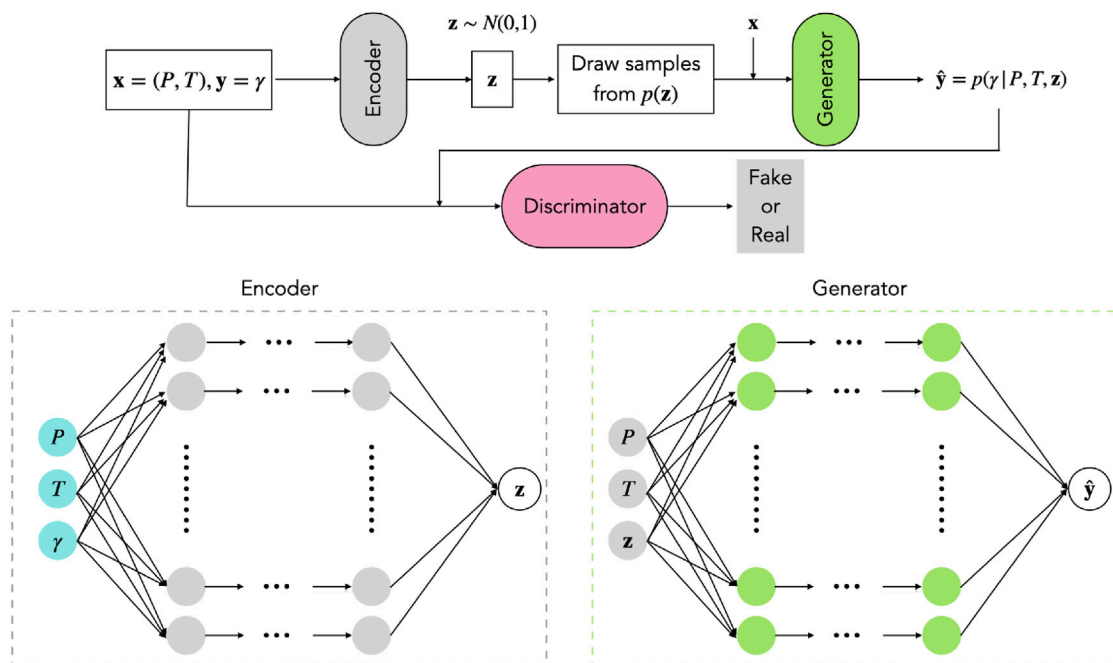 z ∼ N(0,1)
x
x = (P, T), y = γ
Encoder
z
Draw samples
from p(z)
Generator
ŷ = p(γ | P, T, z)
Discriminator
Fake
or
Real
Encoder
P
T
γ
z
Generator
P
T
z
ŷ